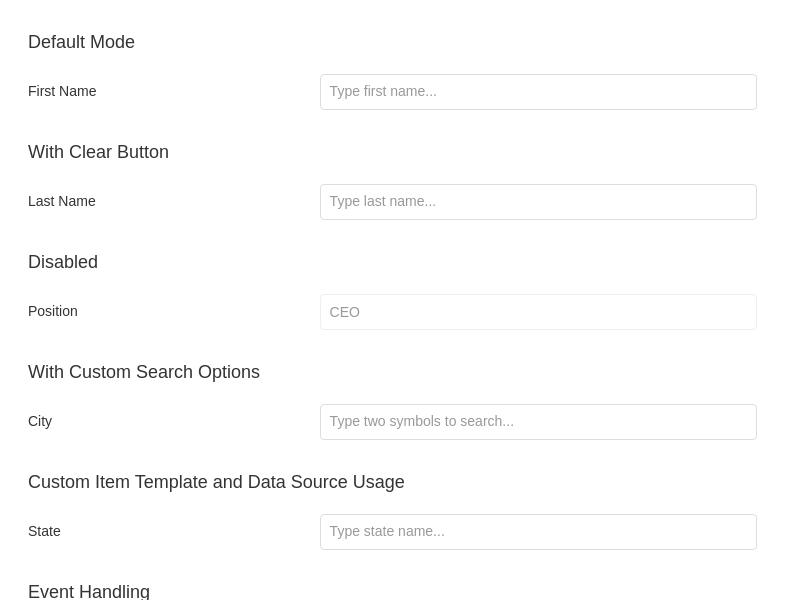 Default Mode
First Name
Type first name...
With Clear Button
Last Name
Type last name...
Disabled
Position
CEO
With Custom Search Options
City
Type two symbols to search...
Custom Item Template and Data Source Usage
State
Type state name...
Event Handling